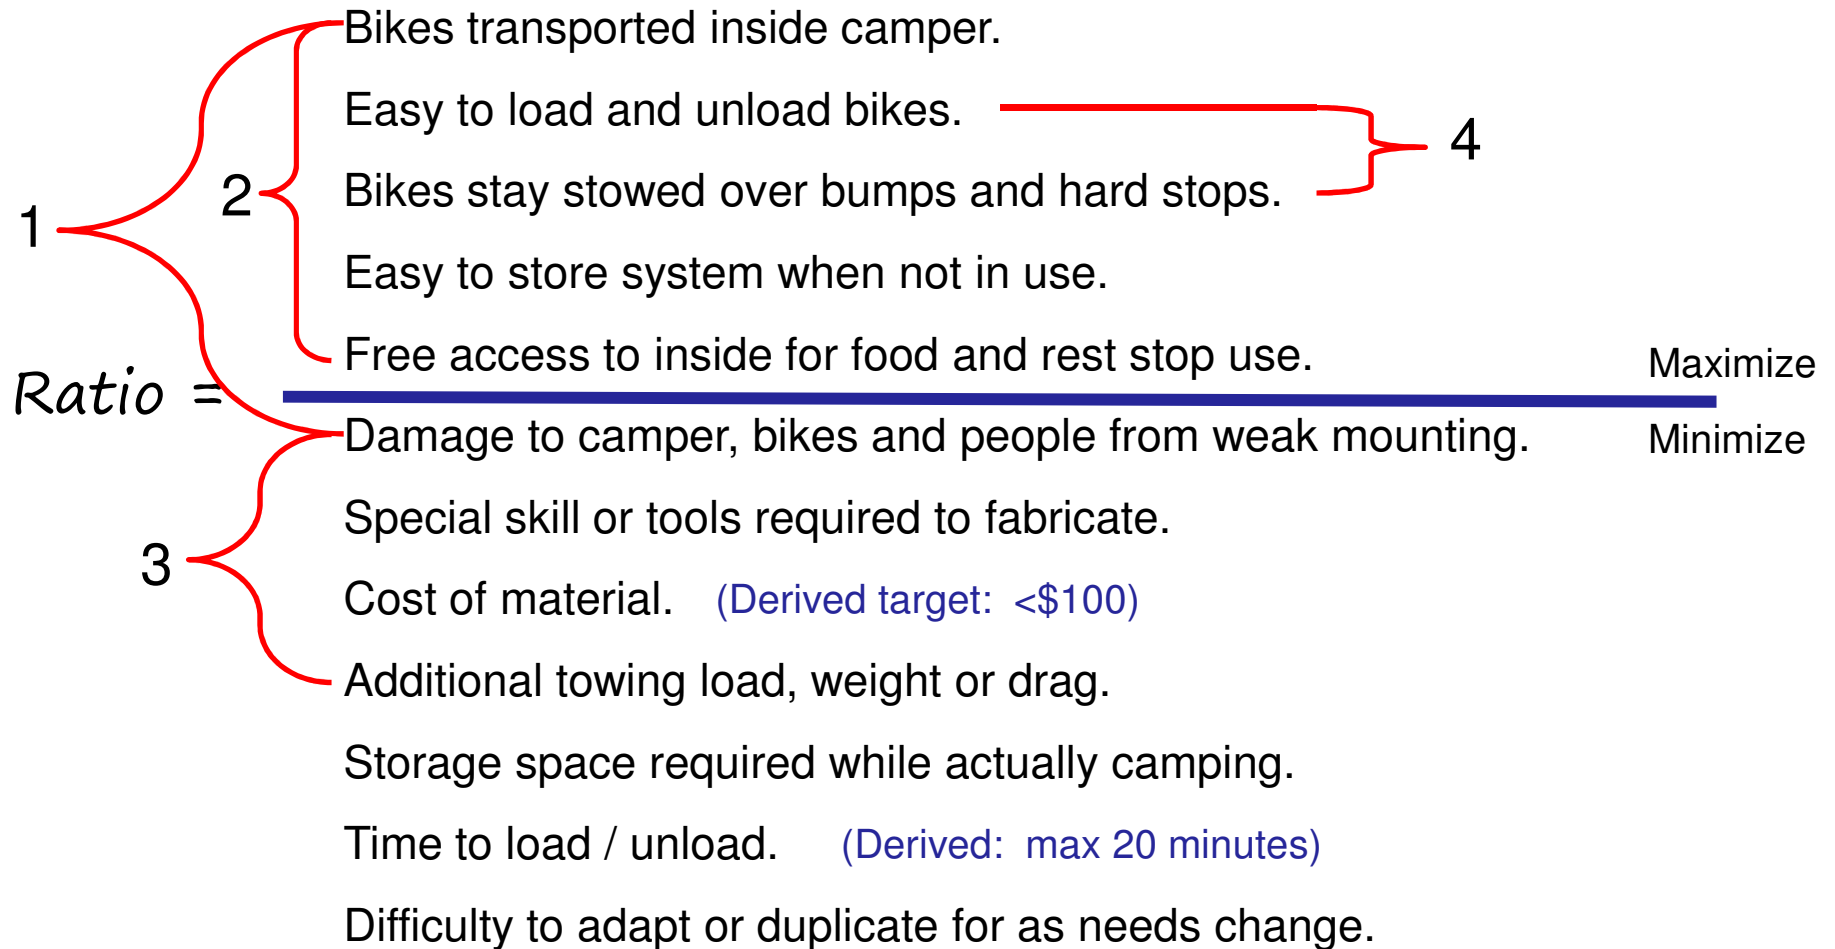 Bikes transported inside camper.
Easy to load and unload bikes.
4
Bikes stay stowed over bumps and hard stops.
2
1
Easy to store system when not in use.
Free access to inside for food and rest stop use.
Maximize
Ratio =
Damage to camper, bikes and people from weak mounting.
Minimize
Special skill or tools required to fabricate.
3
Cost of material. (Derived target: <$100)
Additional towing load, weight or drag.
Storage space required while actually camping.
Time to load / unload. (Derived: max 20 minutes)
Difficulty to adapt or duplicate for as needs change.